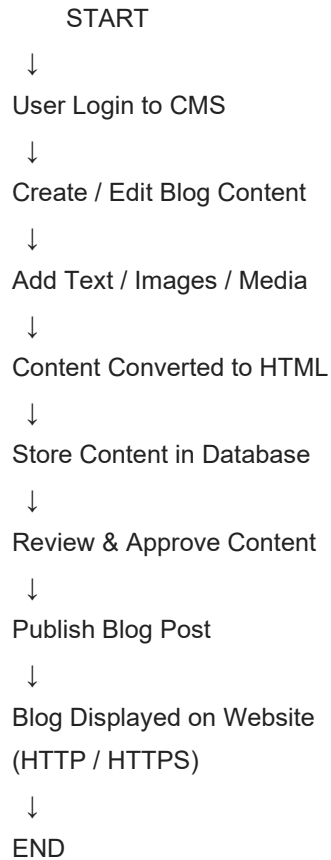 START
↓
User Login to CMS
↓
Create / Edit Blog Content
↓
Add Text / Images / Media
↓
Content Converted to HTML
↓
Store Content in Database
↓
Review & Approve Content
↓
Publish Blog Post
↓
Blog Displayed on Website
(HTTP / HTTPS)
↓
END